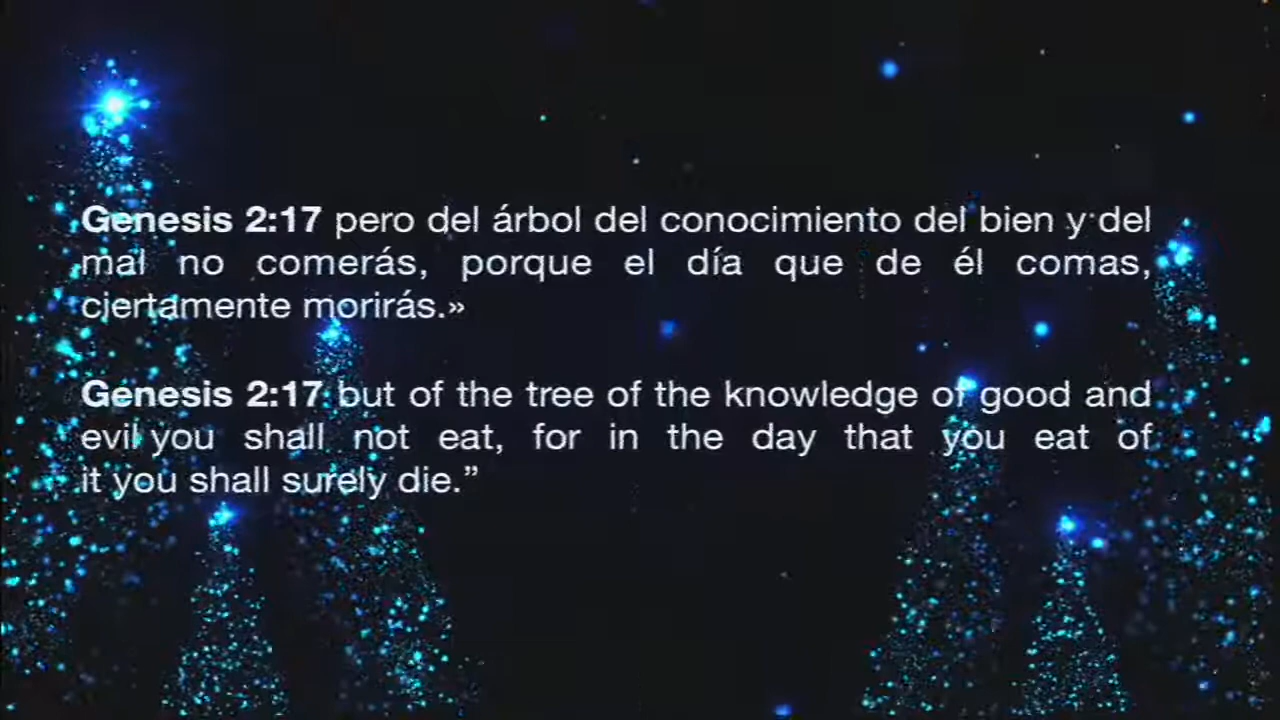 Genesis 2:17 pero del árbol del conocimiento del bien y del
mal no comerás, porque el día que de él comas,
ciertamente morirás.»
Genesis 2:17 but of the tree of the knowledge of good and
evil you shall not eat, for in the day that you eat of
it you shall surely die.”